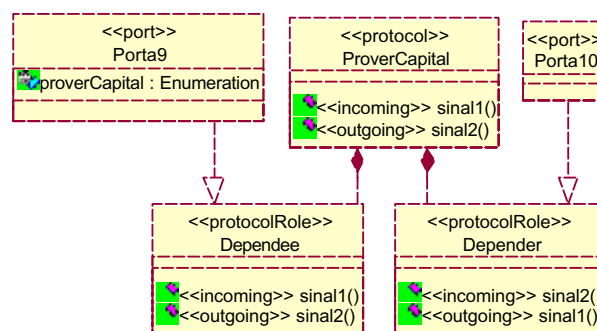 <<port>>
Porta9
proverCapital : Enumeration
<<protocol>>
ProverCapital
<<incoming>> sinal1()
<<outgoing>> sinal2()
<<port>>
Porta10
<<protocolRole>>
Dependee
<<incoming>> sinal1()
<<outgoing>> sinal2()
<<protocolRole>>
Depender
<<incoming>> sinal2()
<<outgoing>> sinal1()